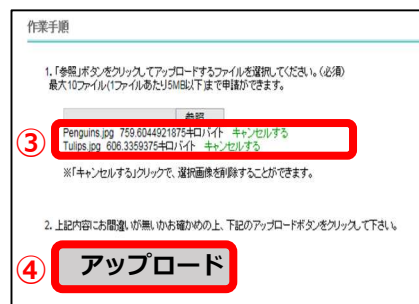 作業手順
1.「参照」ボタンをクリックしてアップロードするファイルを選択してください。(必須)
最大10ファイル(1ファイルあたり5MB以下)まで申請ができます。
参照
③
Penguins.jpg 759.6044921875キロバイト キャンセルする
Tulips.jpg 606.3359375キロバイト キャンセルする
※「キャンセルする」クリックで、選択画像を削除することができます。
2. 上記内容にお間違いが無いかお確かめの上、下記のアップロードボタンをクリックして下さい。
④
アップロード